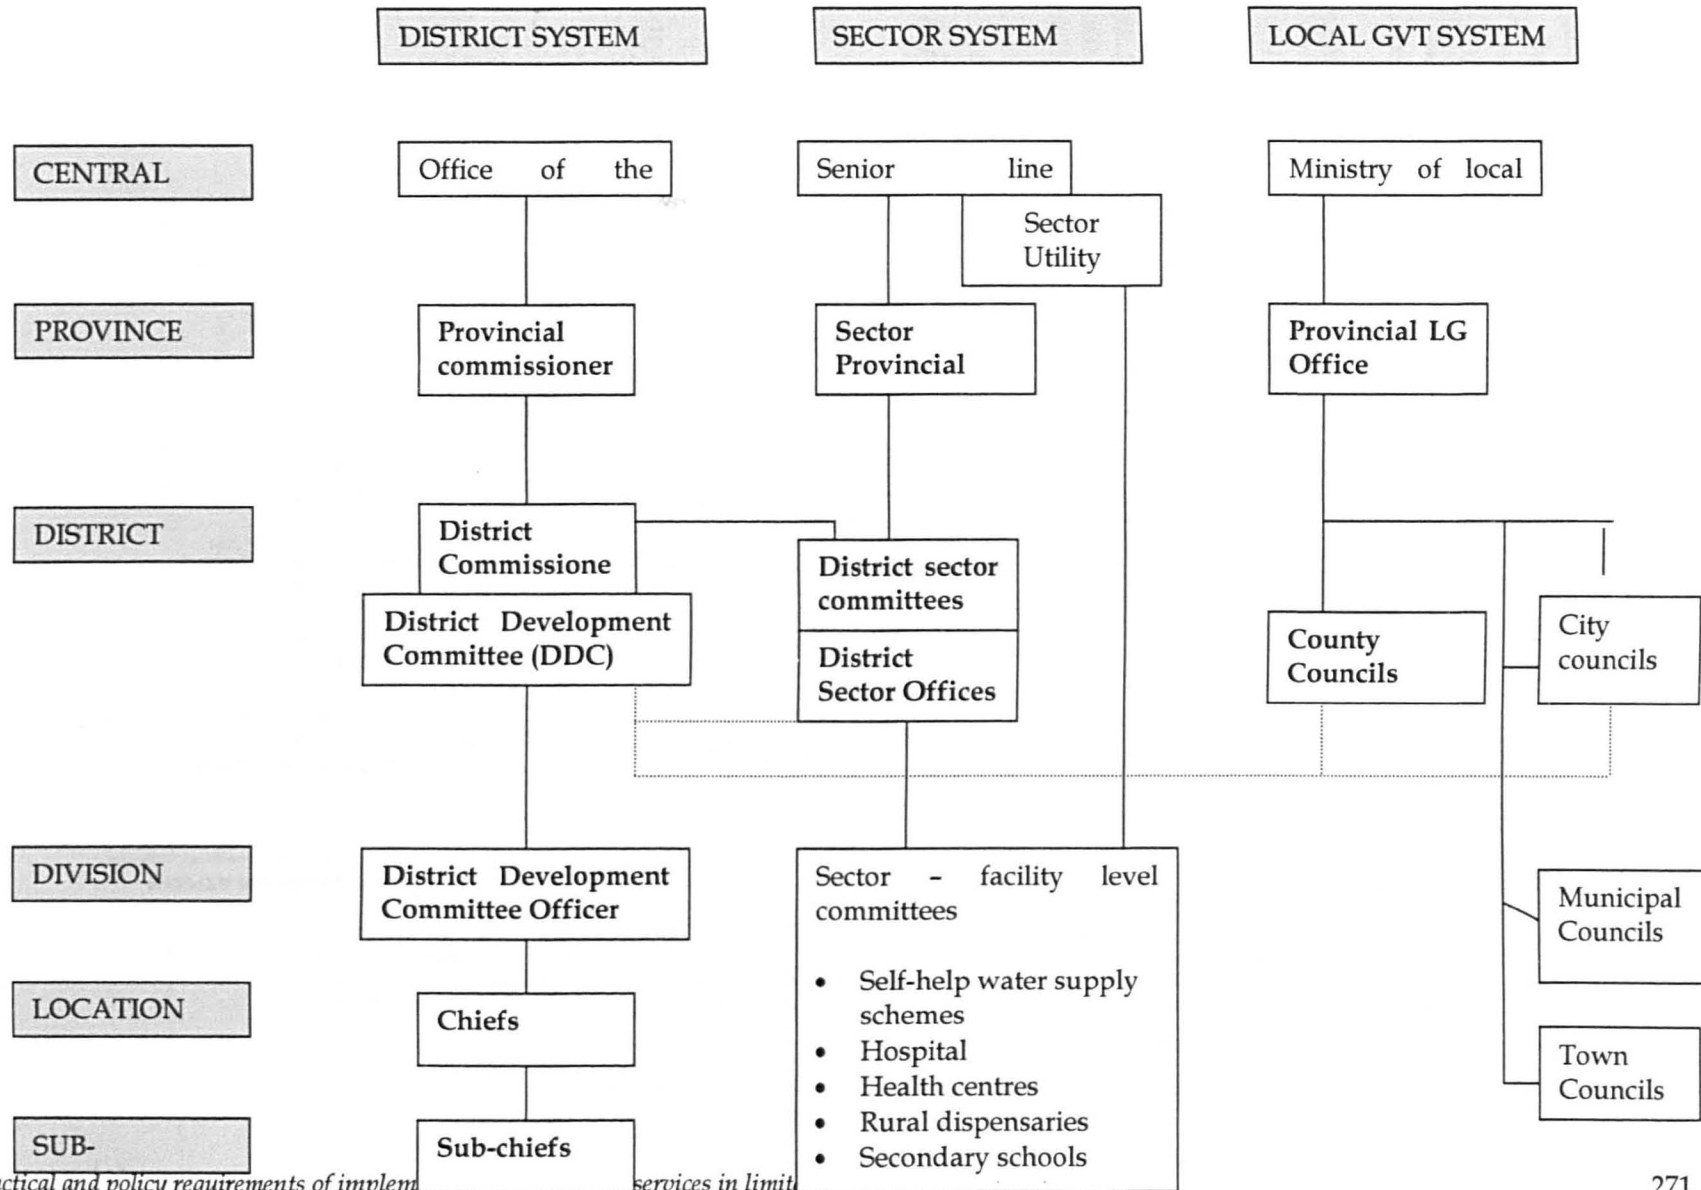 DISTRICT SYSTEM
SECTOR SYSTEM
LOCAL GVT SYSTEM
CENTRAL
Office of the
Senior line
Ministry of local
Sector
Utility
PROVINCE
Provincial
commissioner
Sector
Provincial
Provincial LG
Office
DISTRICT
District
Commissione
District Development
Committee (DDC)
District sector
committees
District
Sector Offices
County
Councils
City
councils
DIVISION
District Development
Committee Officer
Sector – facility level
committees
Municipal
Councils
LOCATION
Chiefs
• Self-help water supply
schemes
• Hospital
• Health centres
• Rural dispensaries
• Secondary schools
Town
Councils
SUB-
Sub-chiefs
actical and policy requirements of implem
services in limite
271